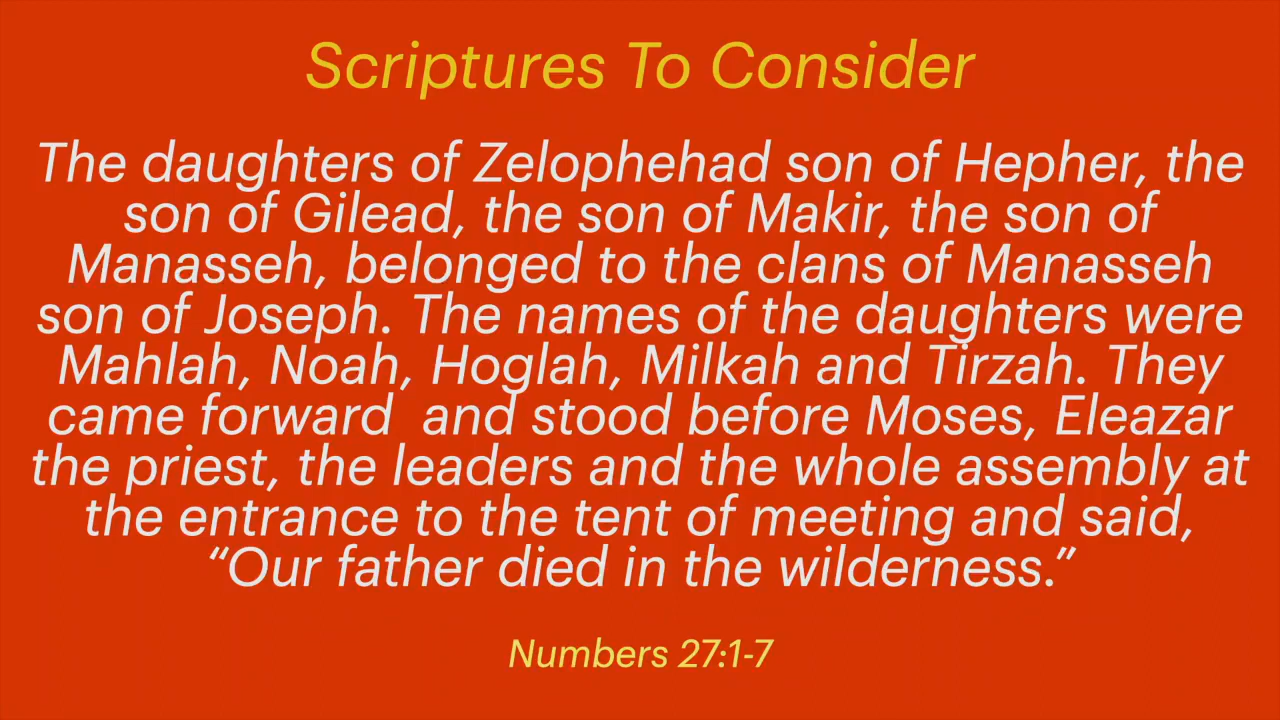 Scriptures To Consider
The daughters of Zelophehad son of Hepher, the
son of Gilead, the son of Makir, the son of
Manasseh, belonged to the clans of Manasseh
son of Joseph. The names of the daughters were
Mahlah, Noah, Hoglah, Milkah and Tirzah. They
came forward  and stood before Moses, Eleazar
the priest, the leaders and the whole assembly at
the entrance to the tent of meeting and said,
“Our father died in the wilderness.”
Numbers 27:1-7